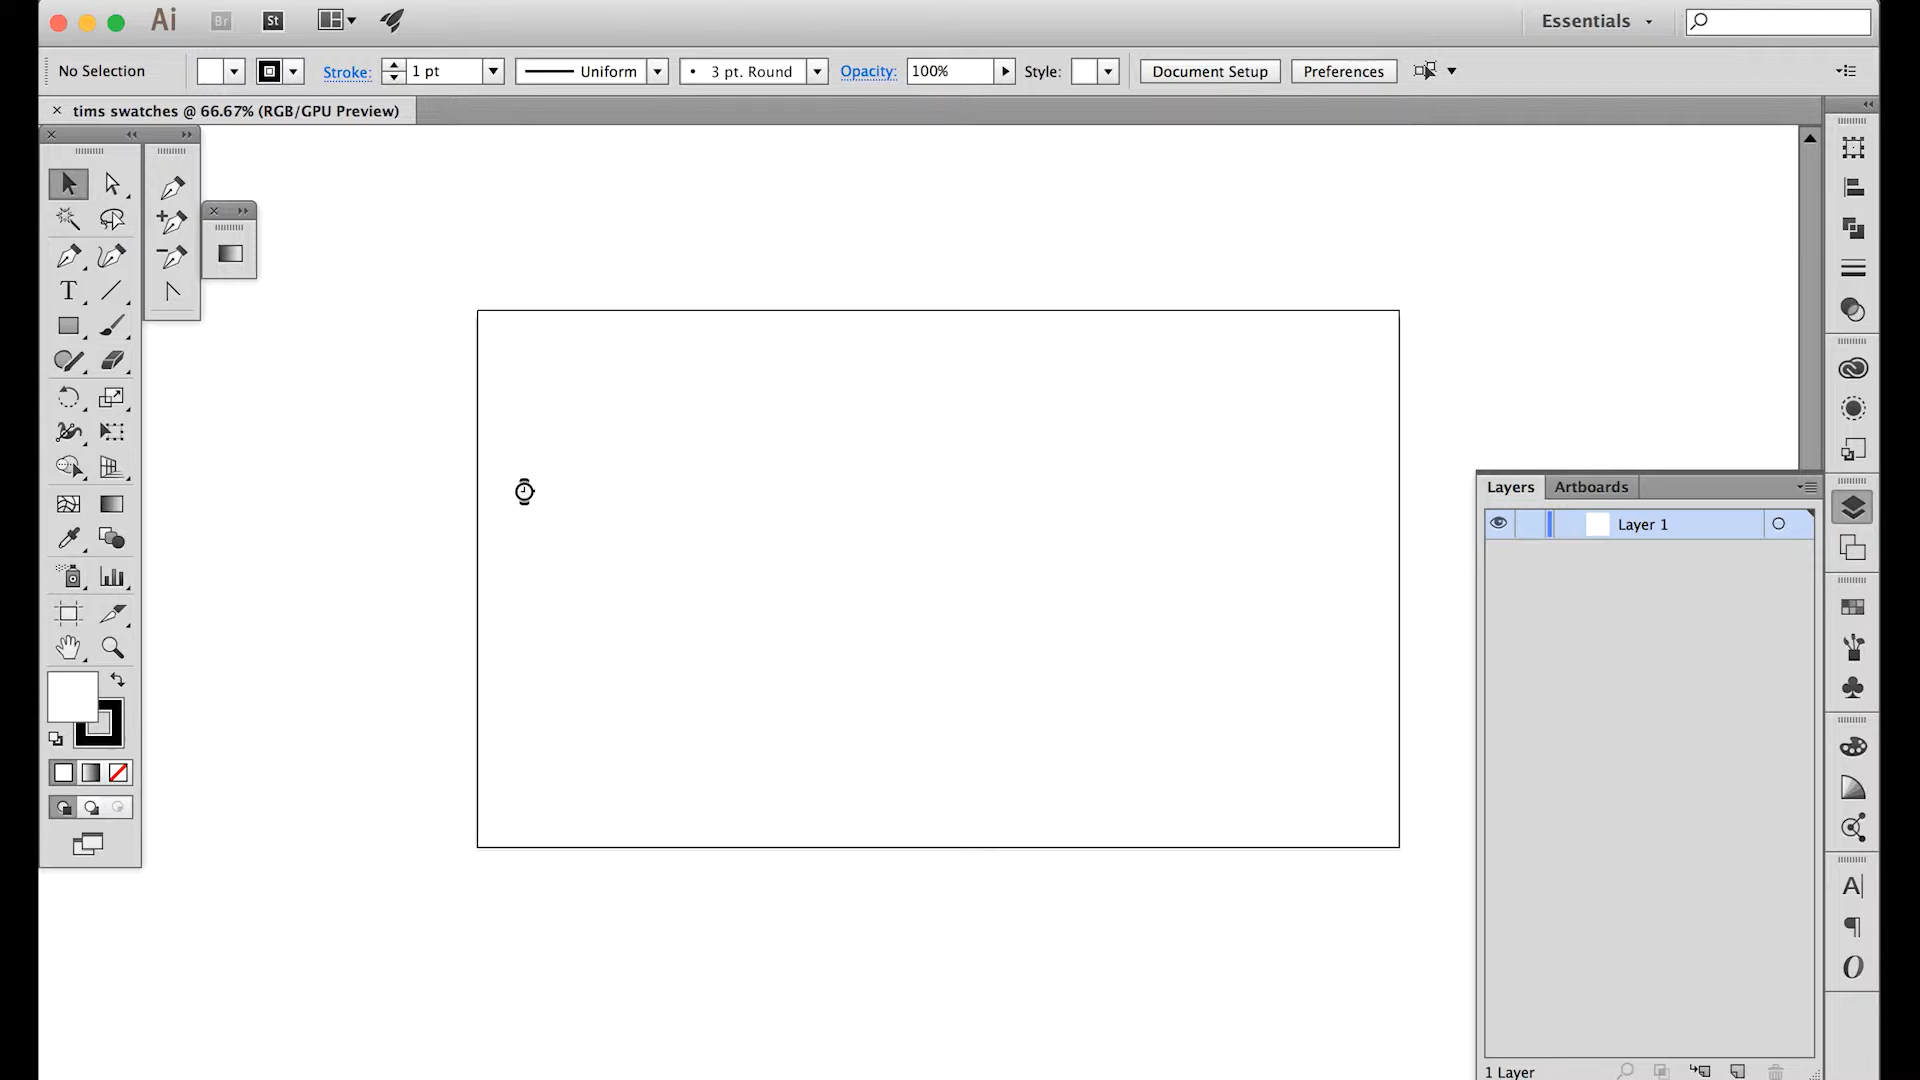 Ai Br St Essentials
No Selection Stroke: 1 pt Uniform 3 pt. Round Opacity: 100% Style: Document Setup Preferences
tims swatches @ 66.67% (RGB/GPU Preview)
Layers Artboards
Layer 1
1 Layer